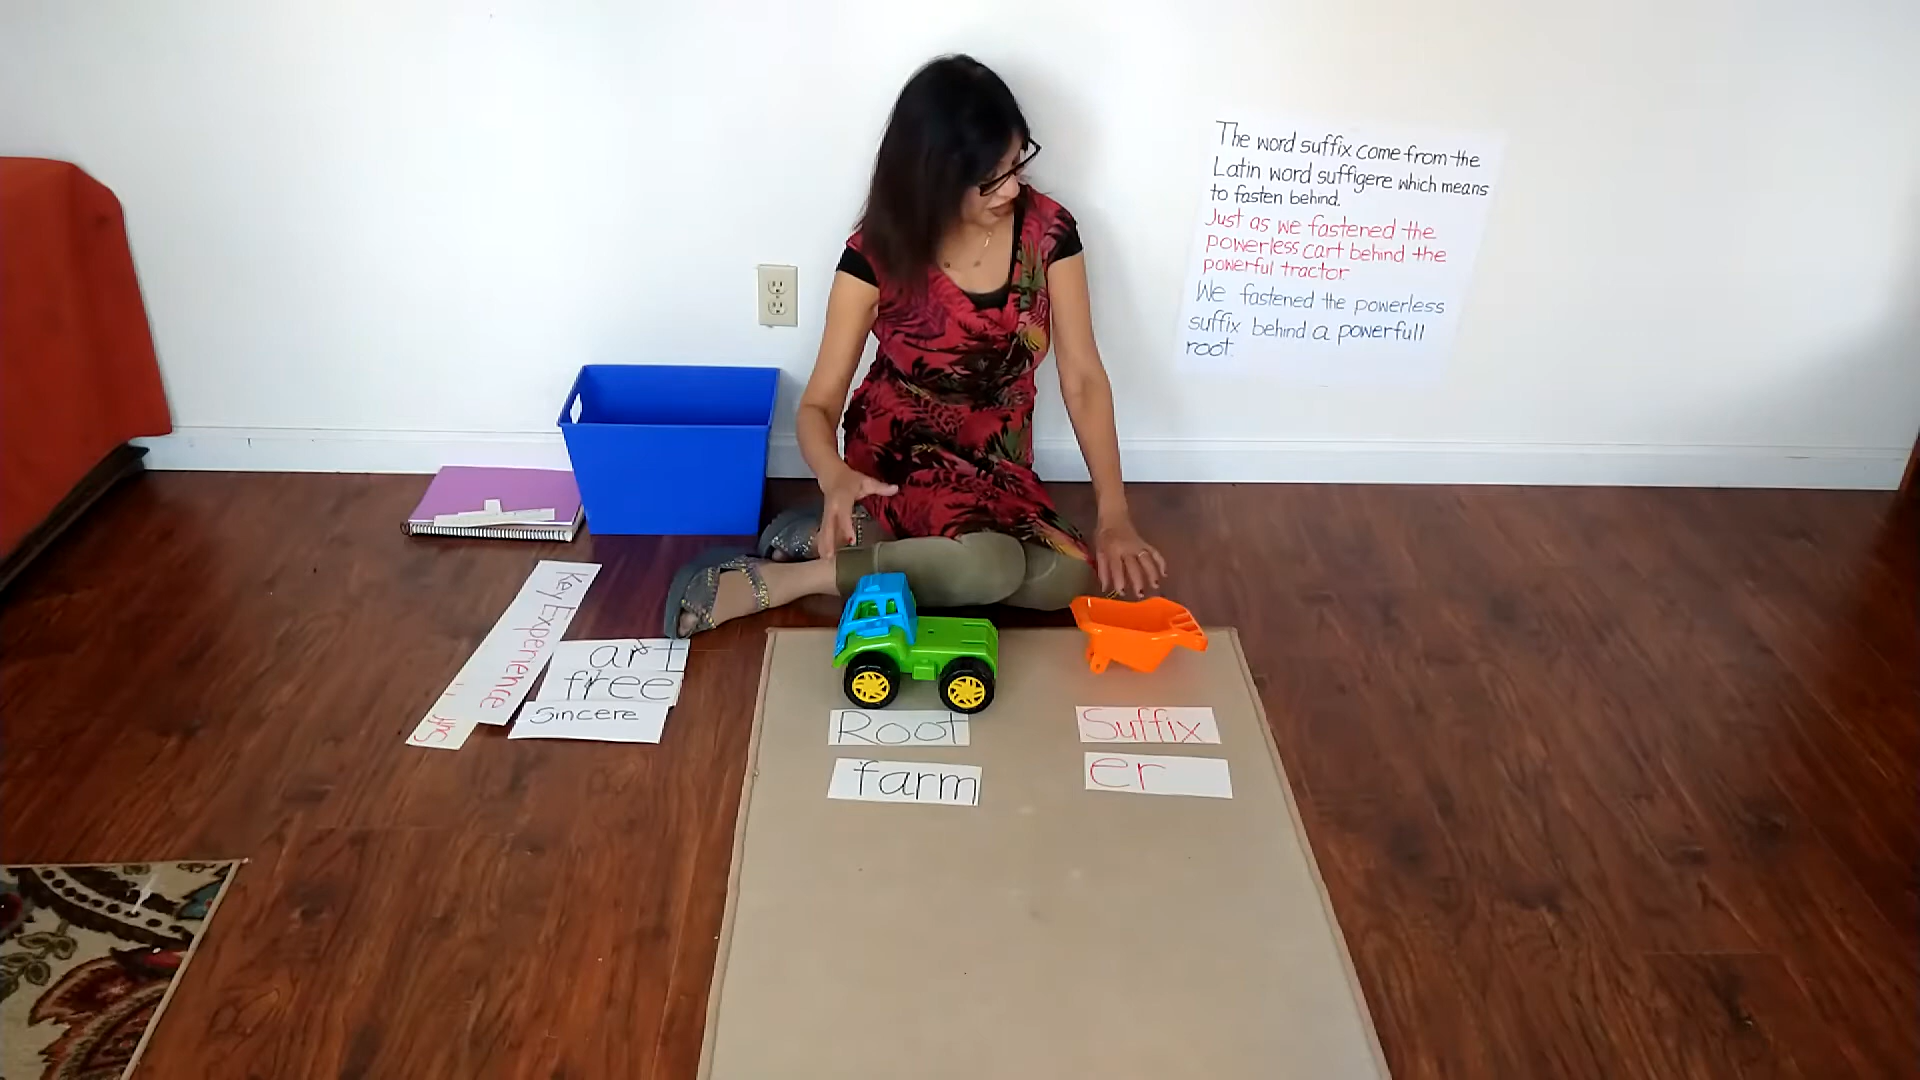 The word suffix come from the
Latin word suffigere which means
to fasten behind.
Just as we fastened the
powerless cart behind the
powerful tractor.
We fastened the powerless
suffix behind a powerfull
root.
Key Experience
art
free
Sincere
Root
Suffix
farm
er